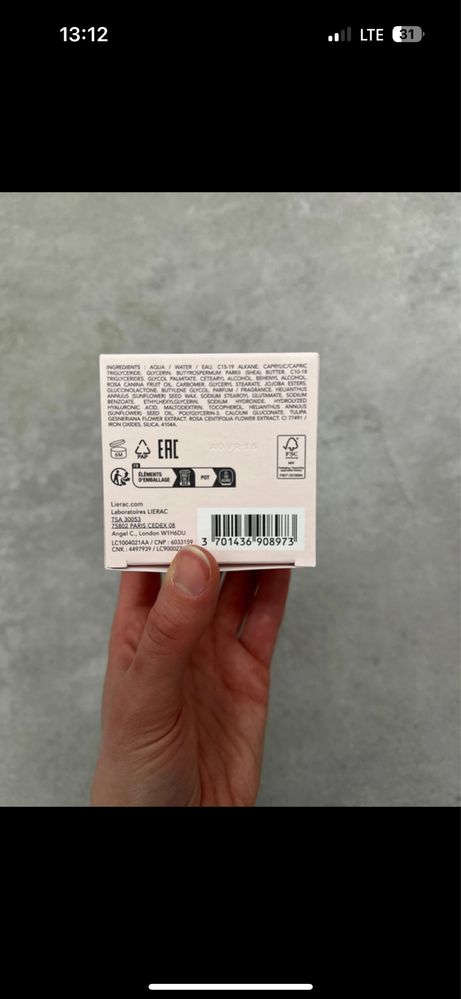 13:12
LTE 31
INGREDIENTS : AQUA / WATER / EAU, C15-19 ALKANE, CAPRYLIC/CAPRIC
TRIGLYCERIDE, GLYCERIN, BUTYROSPERMUM PARKII (SHEA) BUTTER, C10-18
TRIGLYCERIDES, GLYCOL PALMITATE, CETEARYL ALCOHOL, BEHENYL ALCOHOL,
ROSA CANINA FRUIT OIL, CARBOMER, GLYCERYL STEARATE, JOJOBA ESTERS,
GLUCONOLACTONE, BUTYLENE GLYCOL, PARFUM / FRAGRANCE, HELIANTHUS
ANNUUS (SUNFLOWER) SEED WAX, SODIUM STEAROYL GLUTAMATE, SODIUM
BENZOATE, ETHYLHEXYLGLYCERIN, SODIUM HYDROXIDE, HYDROLYZED
HYALURONIC ACID, MALTODEXTRIN, TOCOPHEROL, HELIANTHUS ANNUUS
(SUNFLOWER) SEED OIL, POLYGLYCERIN-3, CALCIUM GLUCONATE, TULIPA
GESNERIANA FLOWER EXTRACT, ROSA CENTIFOLIA FLOWER EXTRACT, CI 77491 /
IRON OXIDES, SILICA, 4104A.
6M
PAP
EAC
FSC
MIX
FR
ÉLÉMENTS
D'EMBALLAGE
POT
Lierac.com
Laboratoires LIERAC
TSA 30053
75802 PARIS CEDEX 08
Angel C., London W1H6DU
LC1004021AA / CNP : 6033159
CNK : 4497939 /
3 701436 908973